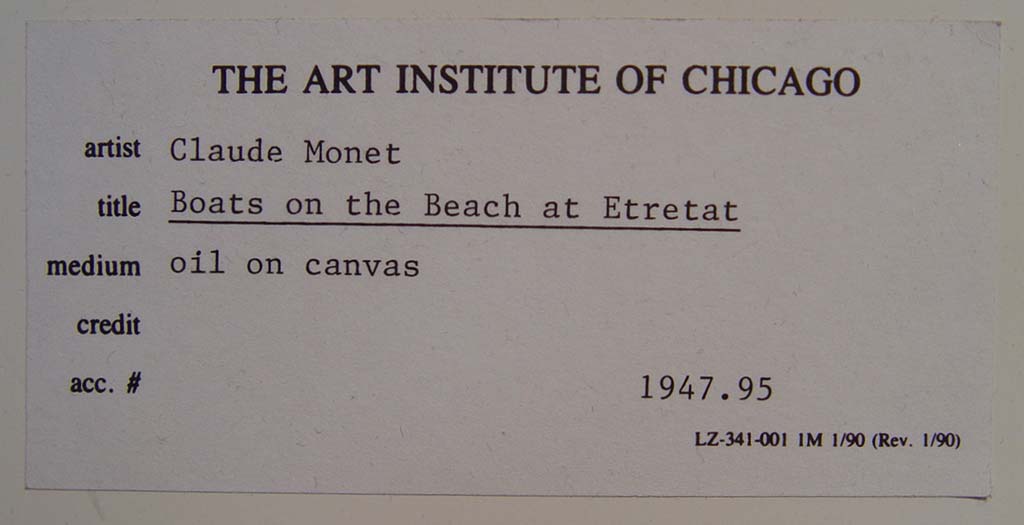 THE ART INSTITUTE OF CHICAGO
artist Claude Monet
title Boats on the Beach at Etretat
medium oil on canvas
credit
acc. # 1947.95
LZ-341-001 1M 1/90 (Rev. 1/90)